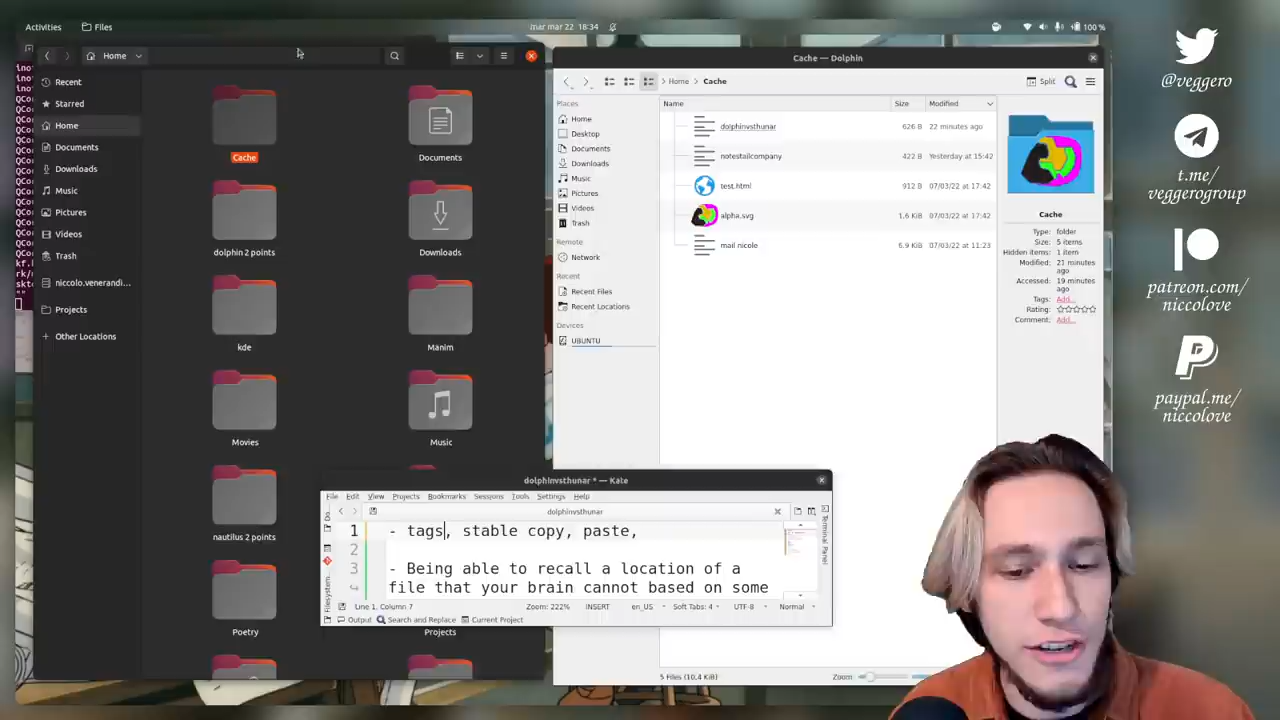 Activities Files mar mar 22 18:34 100 %
Home
Recent
Starred
Home
Documents
Downloads
Music
Pictures
Videos
Trash
niccolo.venerandi...
Projects
Other Locations
Cache Documents
dolphin 2 points Downloads
kde Manim
Movies Music
nautilus 2 points
Poetry Projects
Cache — Dolphin
Home Cache Split
Places
Home
Desktop
Documents
Downloads
Music
Pictures
Videos
Trash
Remote
Network
Recent
Recent Files
Recent Locations
Devices
UBUNTU
Name Size Modified
dolphinvsthunar 626 B 22 minutes ago
notestailcompany 422 B Yesterday at 15:42
test.html 912 B 07/03/22 at 17:42
alpha.svg 1,6 KiB 07/03/22 at 17:42
mail nicole 6,9 KiB 07/03/22 at 11:23
Cache
Type: folder
Size: 5 items
Hidden items: 1 item
Modified: 21 minutes
ago
Accessed: 19 minutes
ago
Tags: Add...
Rating:
Comment: Add...
5 Files (10,4 KiB) Zoom:
dolphinvsthunar * — Kate
File Edit View Projects Bookmarks Sessions Tools Settings Help
dolphinvsthunar
1 - tags, stable copy, paste,
2
3 - Being able to recall a location of a
file that your brain cannot based on some
Terminal Panel
Line 1, Column 7 Zoom: 222% INSERT en_US Soft Tabs: 4 UTF-8 Normal
Output Search and Replace Current Project
@veggero
t.me/
veggerogroup
patreon.com/
niccolove
paypal.me/
niccolove